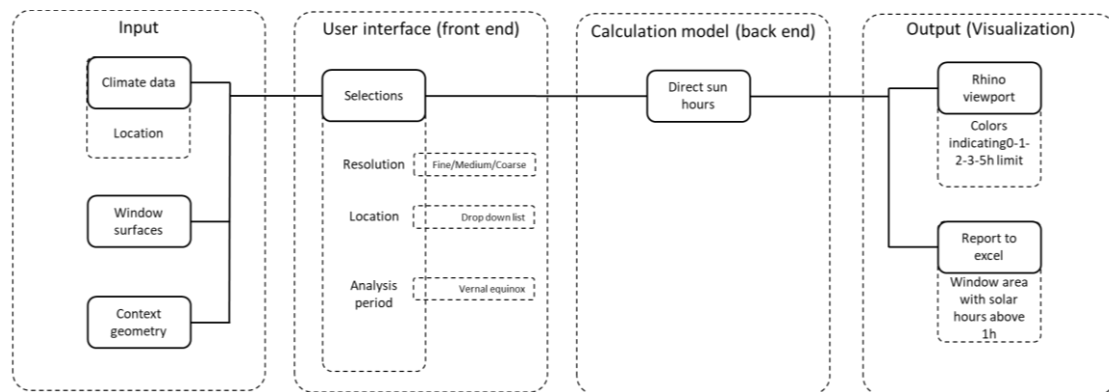 Input
Climate data
Location
Window
surfaces
Context
geometry
User interface (front end)
Selections
Resolution
Fine/Medium/Coarse
Location
Drop down list
Analysis
period
Vernal equinox
Calculation model (back end)
Direct sun
hours
Output (Visualization)
Rhino
viewport
Colors
indicating0-1-
2-3-5h limit
Report to
excel
Window area
with solar
hours above
1h